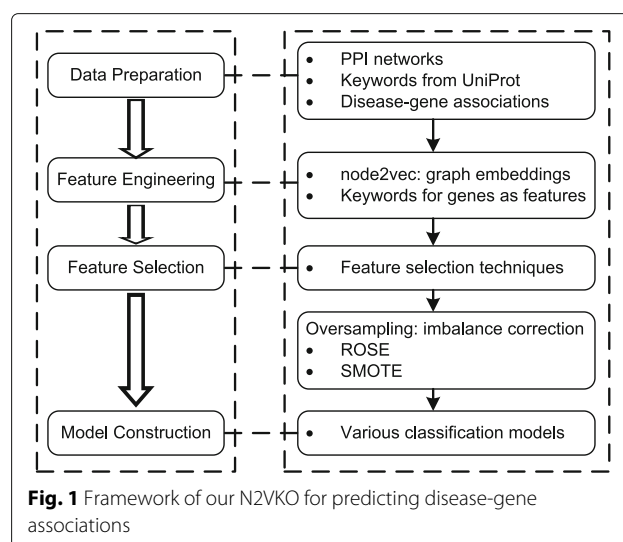 Data Preparation
• PPI networks
• Keywords from UniProt
• Disease-gene associations
Feature Engineering
• node2vec: graph embeddings
• Keywords for genes as features
Feature Selection
• Feature selection techniques
Oversampling: imbalance correction
• ROSE
• SMOTE
Model Construction
• Various classification models
Fig. 1 Framework of our N2VKO for predicting disease-gene
associations